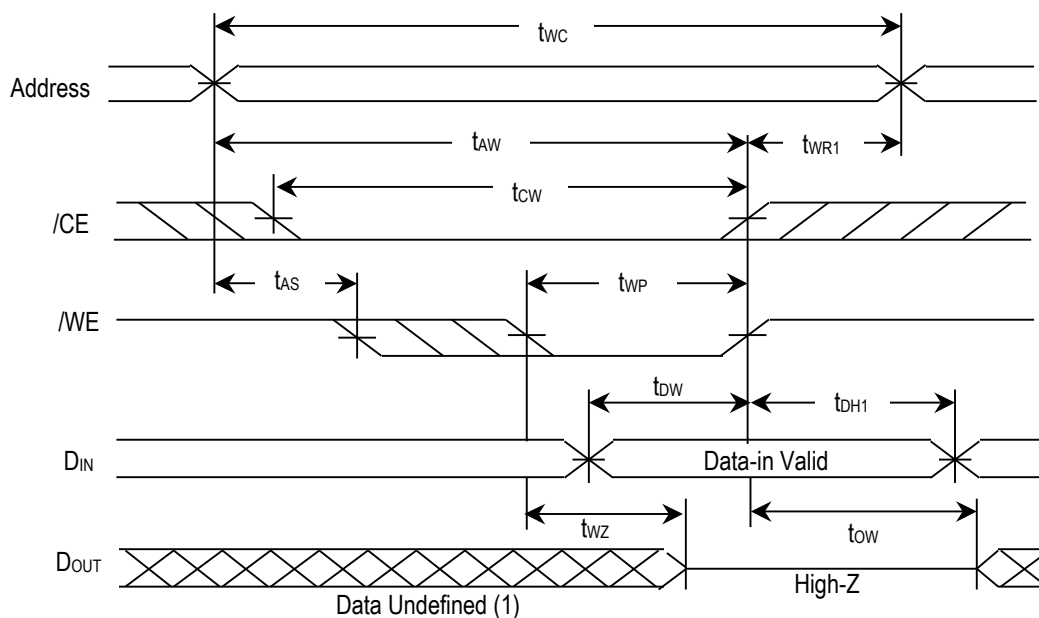 tWC
Address
tAW
tWR1
tCW
/CE
tAS
tWP
/WE
tDW
tDH1
DIN
Data-in Valid
tWZ
tOW
DOUT
High-Z
Data Undefined (1)